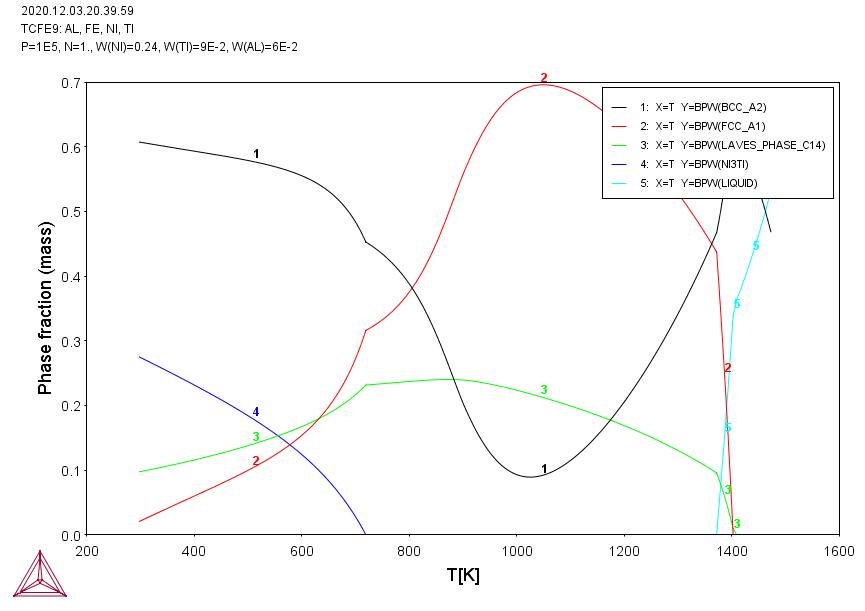 2020.12.03.20.39.59
TCFE9: AL, FE, NI, TI
P=1E5, N=1., W(NI)=0.24, W(TI)=9E-2, W(AL)=6E-2
1: X=T Y=BPW(BCC_A2)
2: X=T Y=BPW(FCC_A1)
3: X=T Y=BPW(LAVES_PHASE_C14)
4: X=T Y=BPW(NI3TI)
5: X=T Y=BPW(LIQUID)
Phase fraction (mass)
0.7
0.6
0.5
0.4
0.3
0.2
0.1
0.0
2
1
5
5
4
3
2
3
1
2
5
3
3
200 400 600 800 1000 1200 1400 1600
T[K]